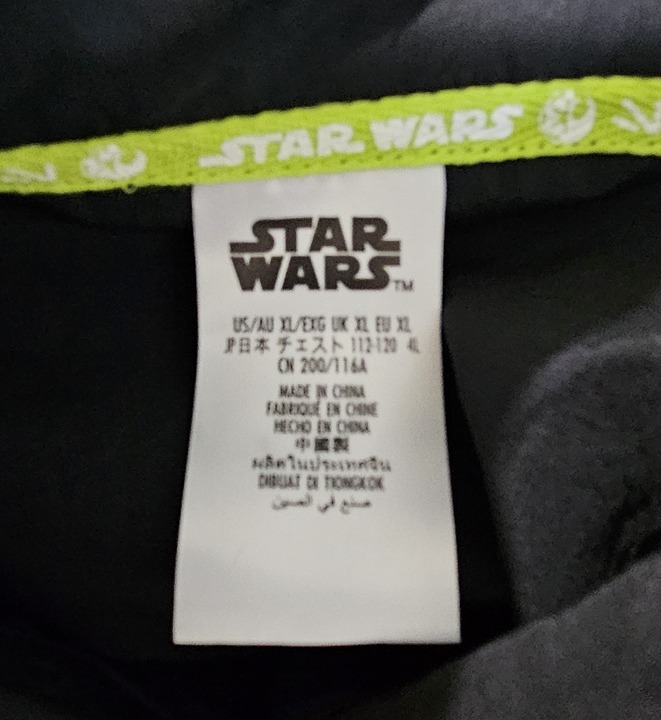 STAR WARS
STAR
WARS™
US/AU XL/EXG UK XL EU XL
JP日本 チェスト 112-120 4L
CN 200/116A
MADE IN CHINA
FABRIQUÉ EN CHINE
HECHO EN CHINA
中國製
ผลิตในประเทศจีน
DIBUAT DI TIONGKOK
صنع في الصين